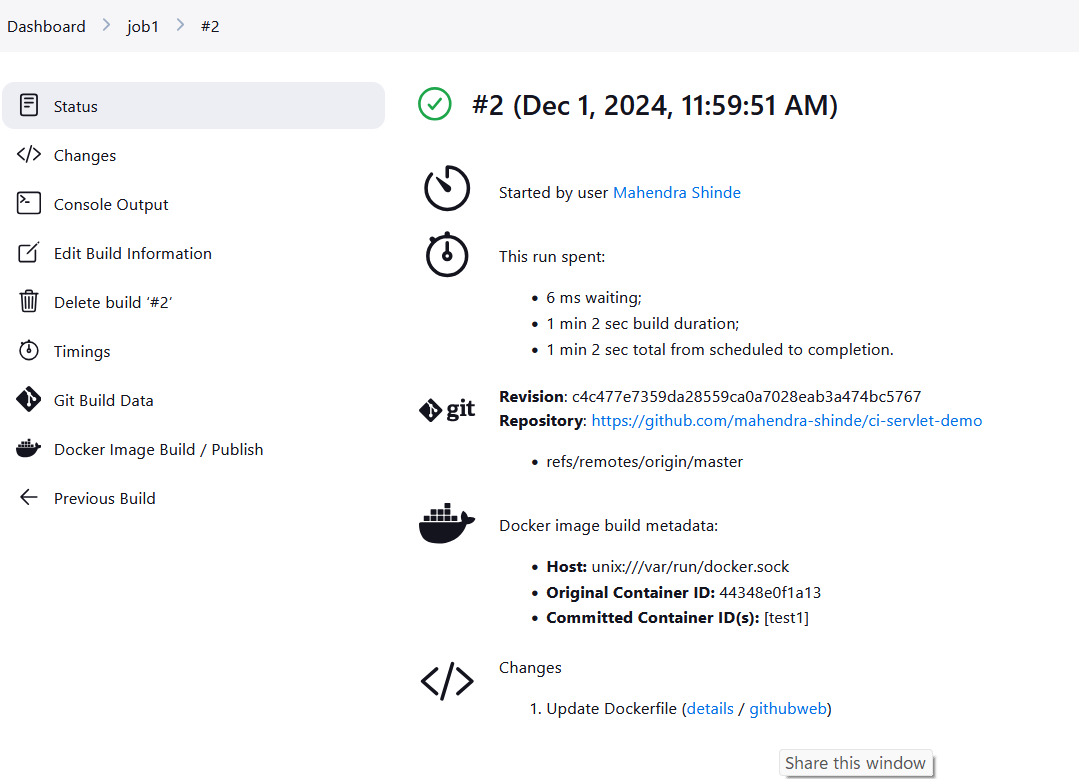 Dashboard > job1 > #2
Status
Changes
Console Output
Edit Build Information
Delete build ‘#2’
Timings
Git Build Data
Docker Image Build / Publish
Previous Build
#2 (Dec 1, 2024, 11:59:51 AM)
Started by user Mahendra Shinde
This run spent:
• 6 ms waiting;
• 1 min 2 sec build duration;
• 1 min 2 sec total from scheduled to completion.
git
Revision: c4c477e7359da28559ca0a7028eab3a474bc5767
Repository: https://github.com/mahendra-shinde/ci-servlet-demo
• refs/remotes/origin/master
Docker image build metadata:
• Host: unix:///var/run/docker.sock
• Original Container ID: 44348e0f1a13
• Committed Container ID(s): [test1]
Changes
1. Update Dockerfile (details / githubweb)
Share this window